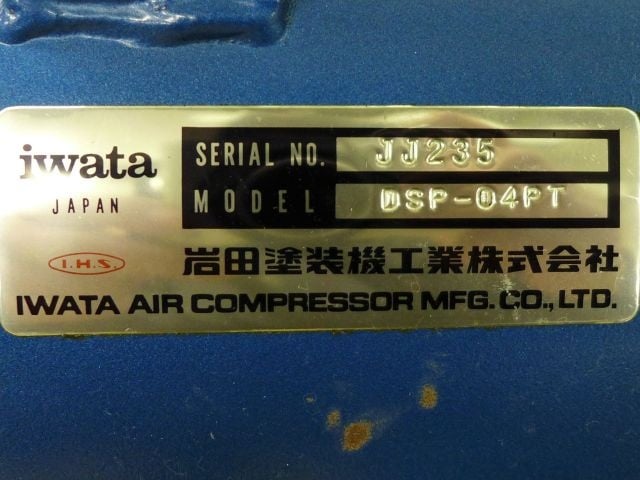 iwata
JAPAN
SERIAL NO. JJ235
MODEL DSP-04PT
I.H.S.
岩田塗装機工業株式会社
IWATA AIR COMPRESSOR MFG. CO., LTD.